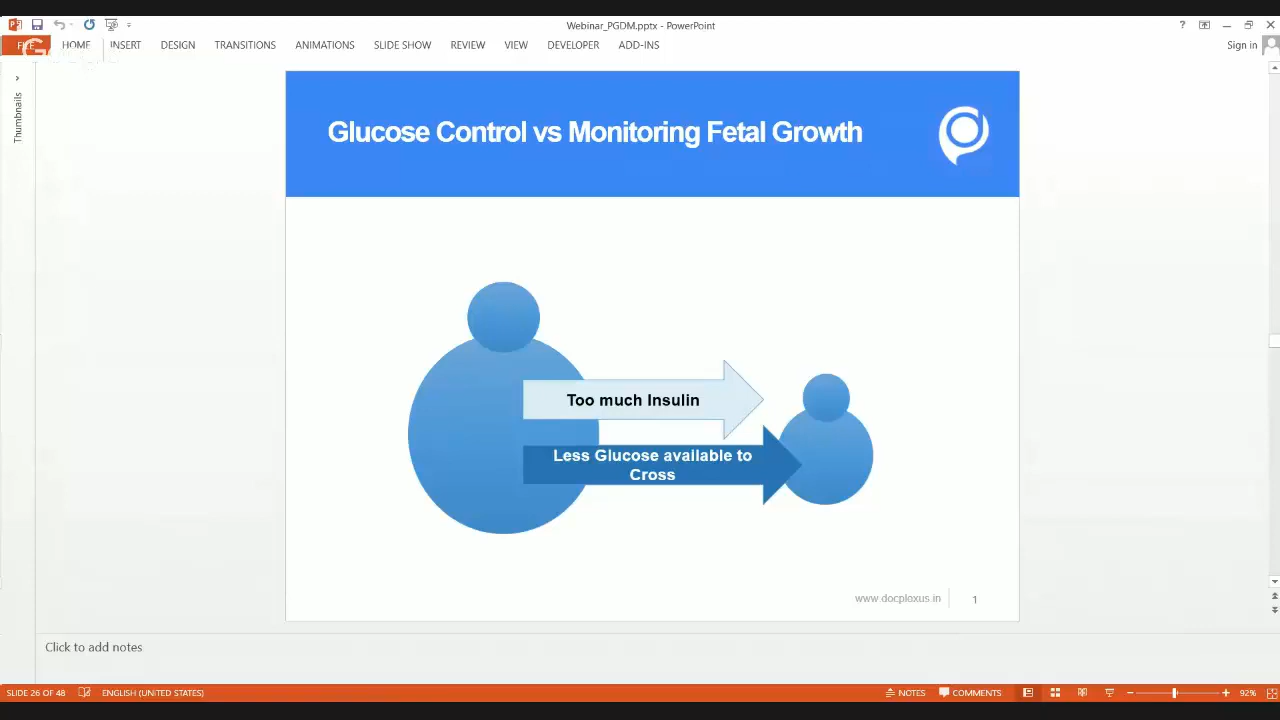 Webinar_PGDM.pptx - PowerPoint
?
Sign in
FILE
HOME
INSERT
DESIGN
TRANSITIONS
ANIMATIONS
SLIDE SHOW
REVIEW
VIEW
DEVELOPER
ADD-INS
Thumbnails
Glucose Control vs Monitoring Fetal Growth
Too much Insulin
Less Glucose available to
Cross
www.docplexus.in
1
Click to add notes
SLIDE 26 OF 48
ENGLISH (UNITED STATES)
NOTES
COMMENTS
92%